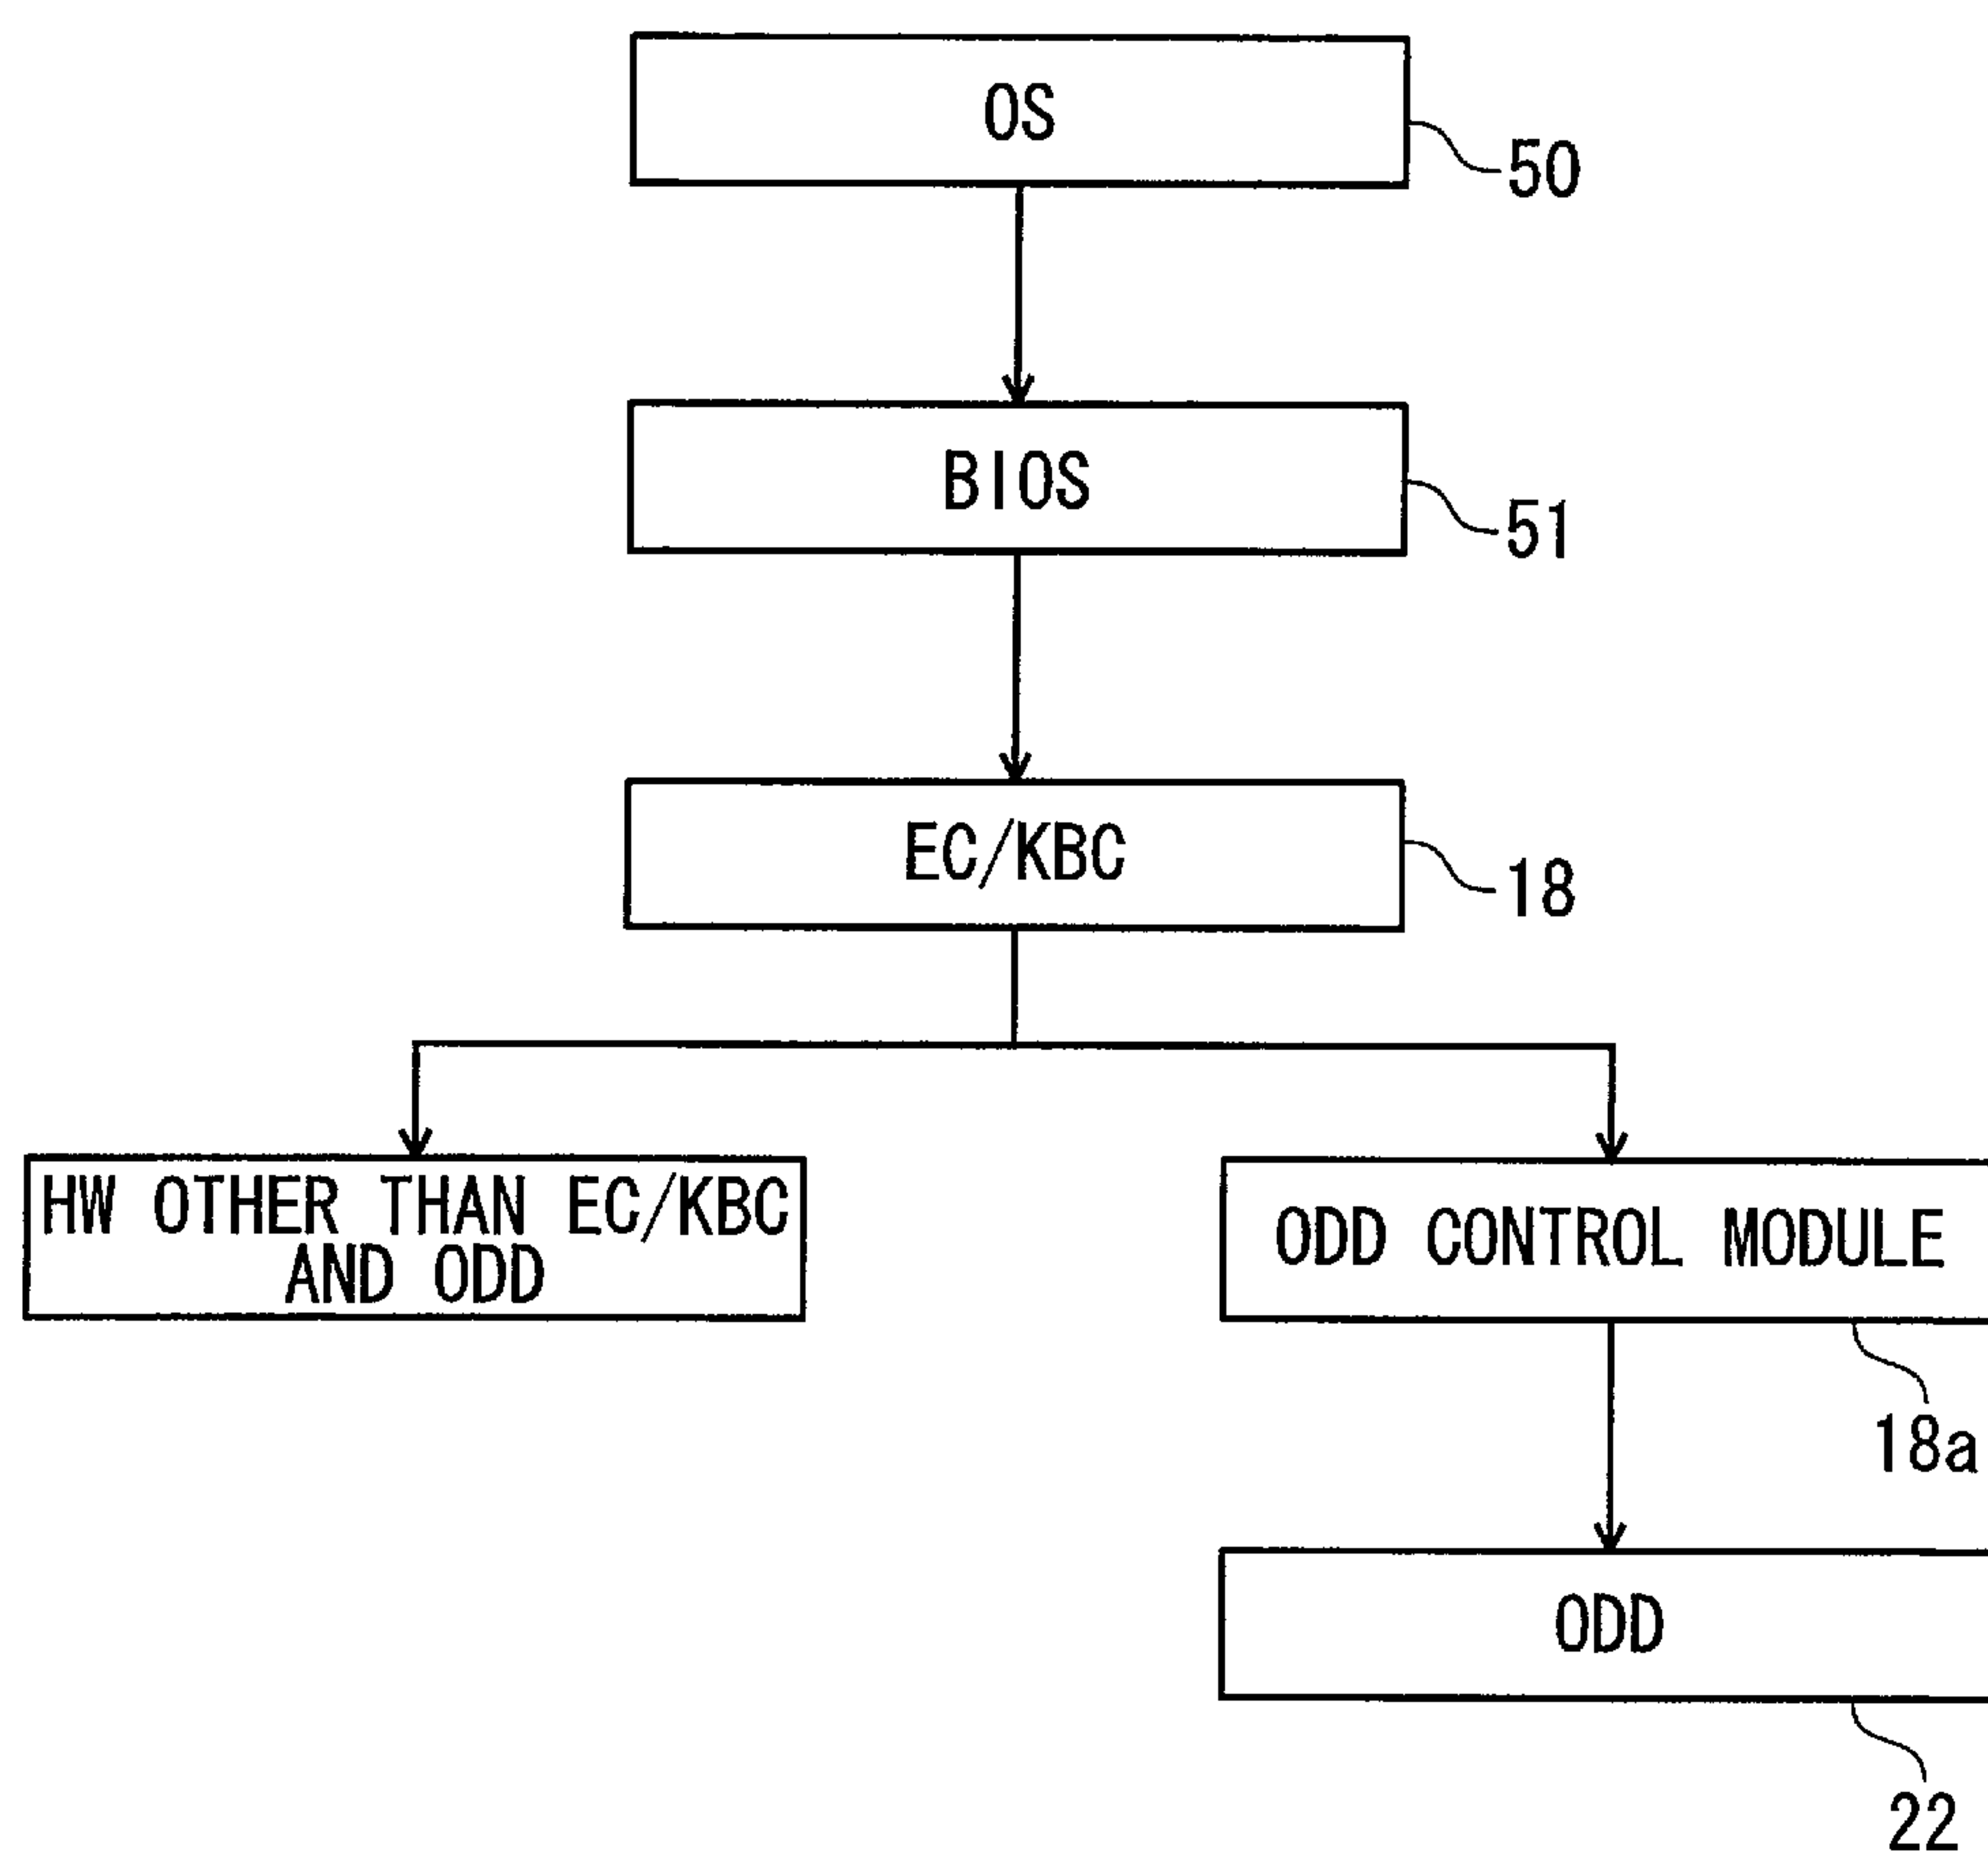 OS
50
BIOS
51
EC/KBC
18
HW OTHER THAN EC/KBC
AND ODD
ODD CONTROL MODULE
18a
ODD
22